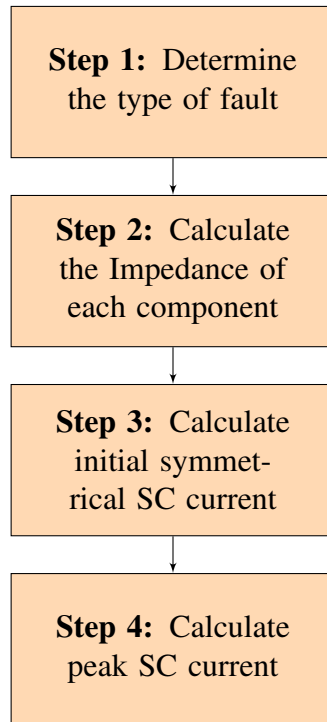 Step 1: Determine
the type of fault
Step 2: Calculate
the Impedance of
each component
Step 3: Calculate
initial symmet-
rical SC current
Step 4: Calculate
peak SC current